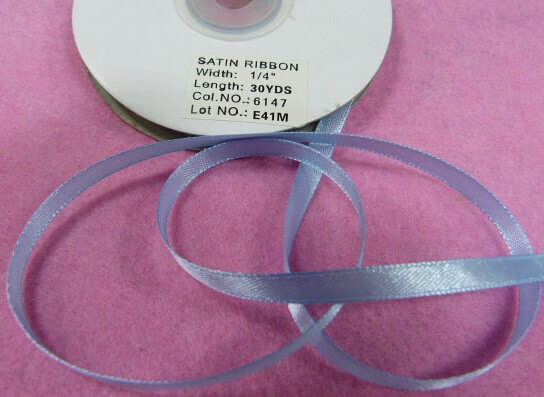 SATIN RIBBON
Width: 1/4"
Length: 30YDS
Col.NO.: 6147
Lot NO.: E41M